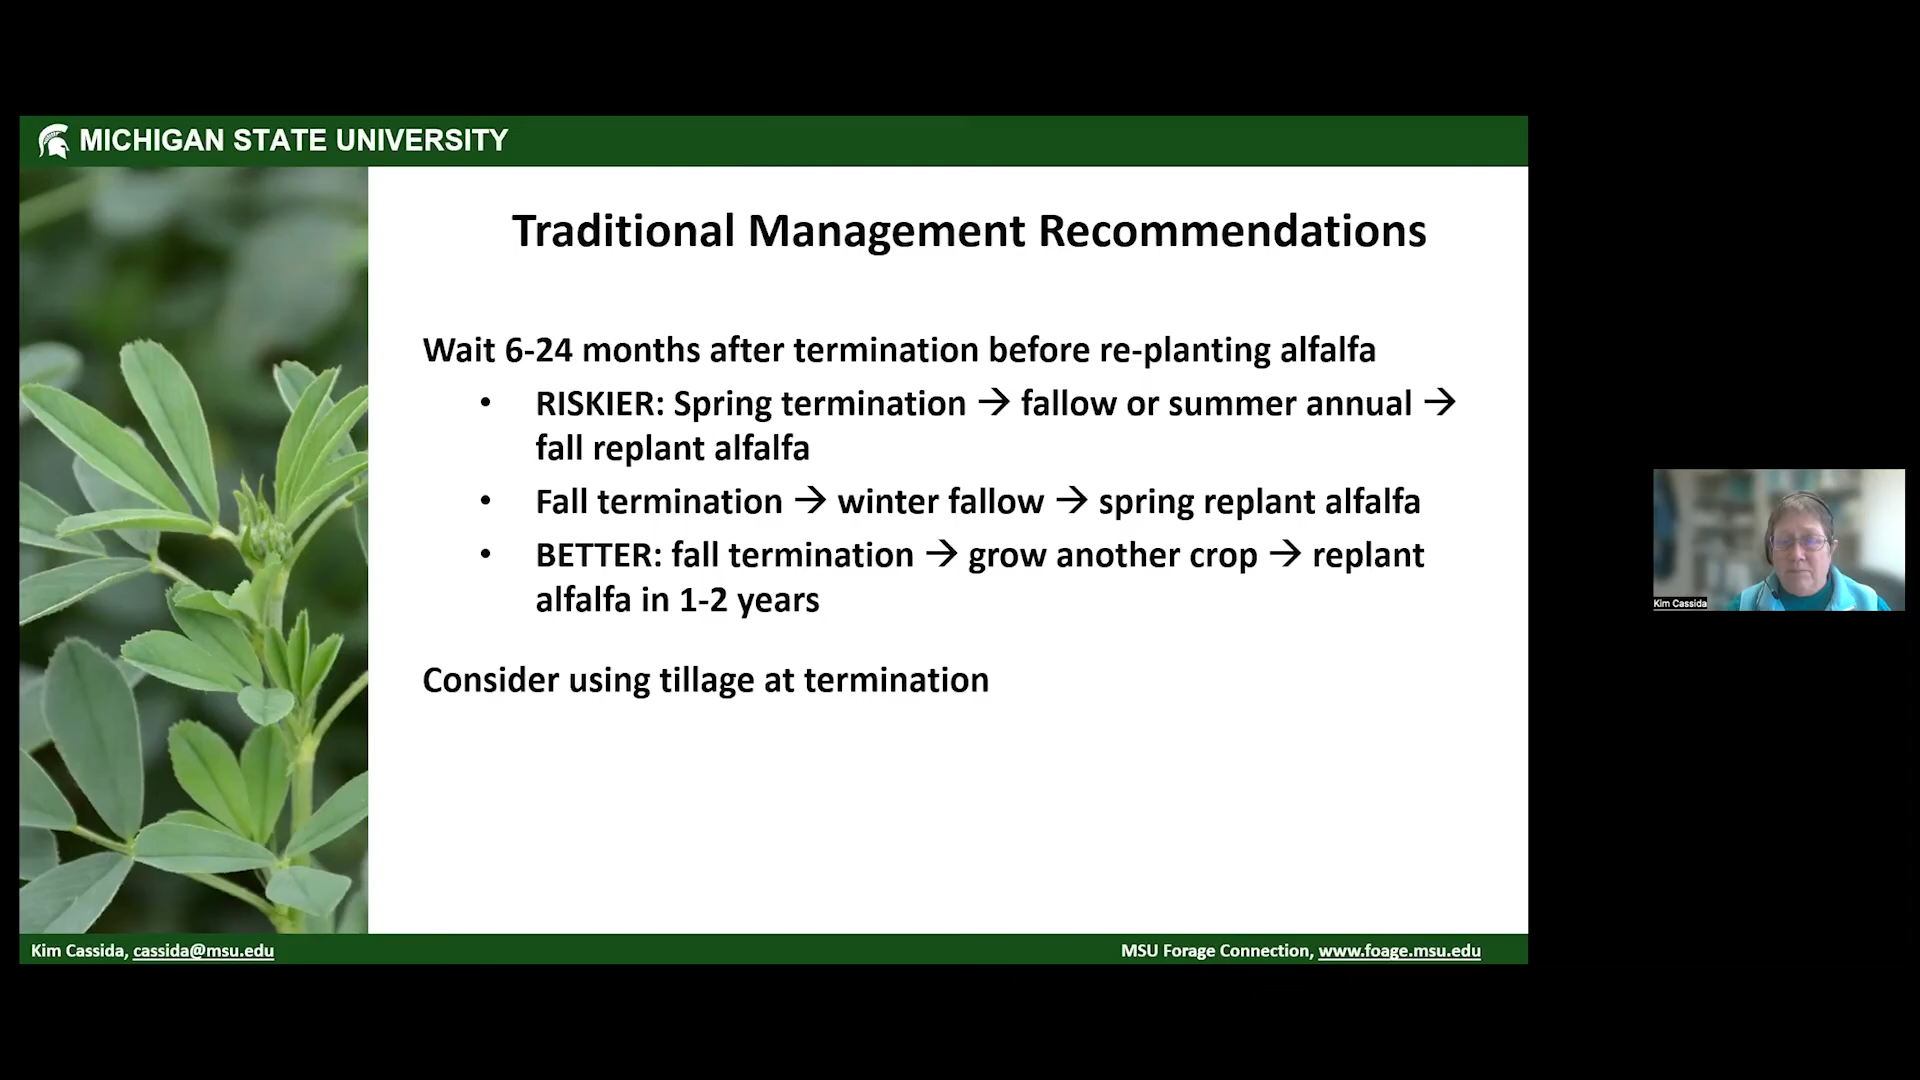 MICHIGAN STATE UNIVERSITY
Traditional Management Recommendations
Wait 6-24 months after termination before re-planting alfalfa
• RISKIER: Spring termination → fallow or summer annual →
fall replant alfalfa
• Fall termination → winter fallow → spring replant alfalfa
• BETTER: fall termination → grow another crop → replant
alfalfa in 1-2 years
Consider using tillage at termination
Kim Cassida
Kim Cassida, cassida@msu.edu
MSU Forage Connection, www.foage.msu.edu